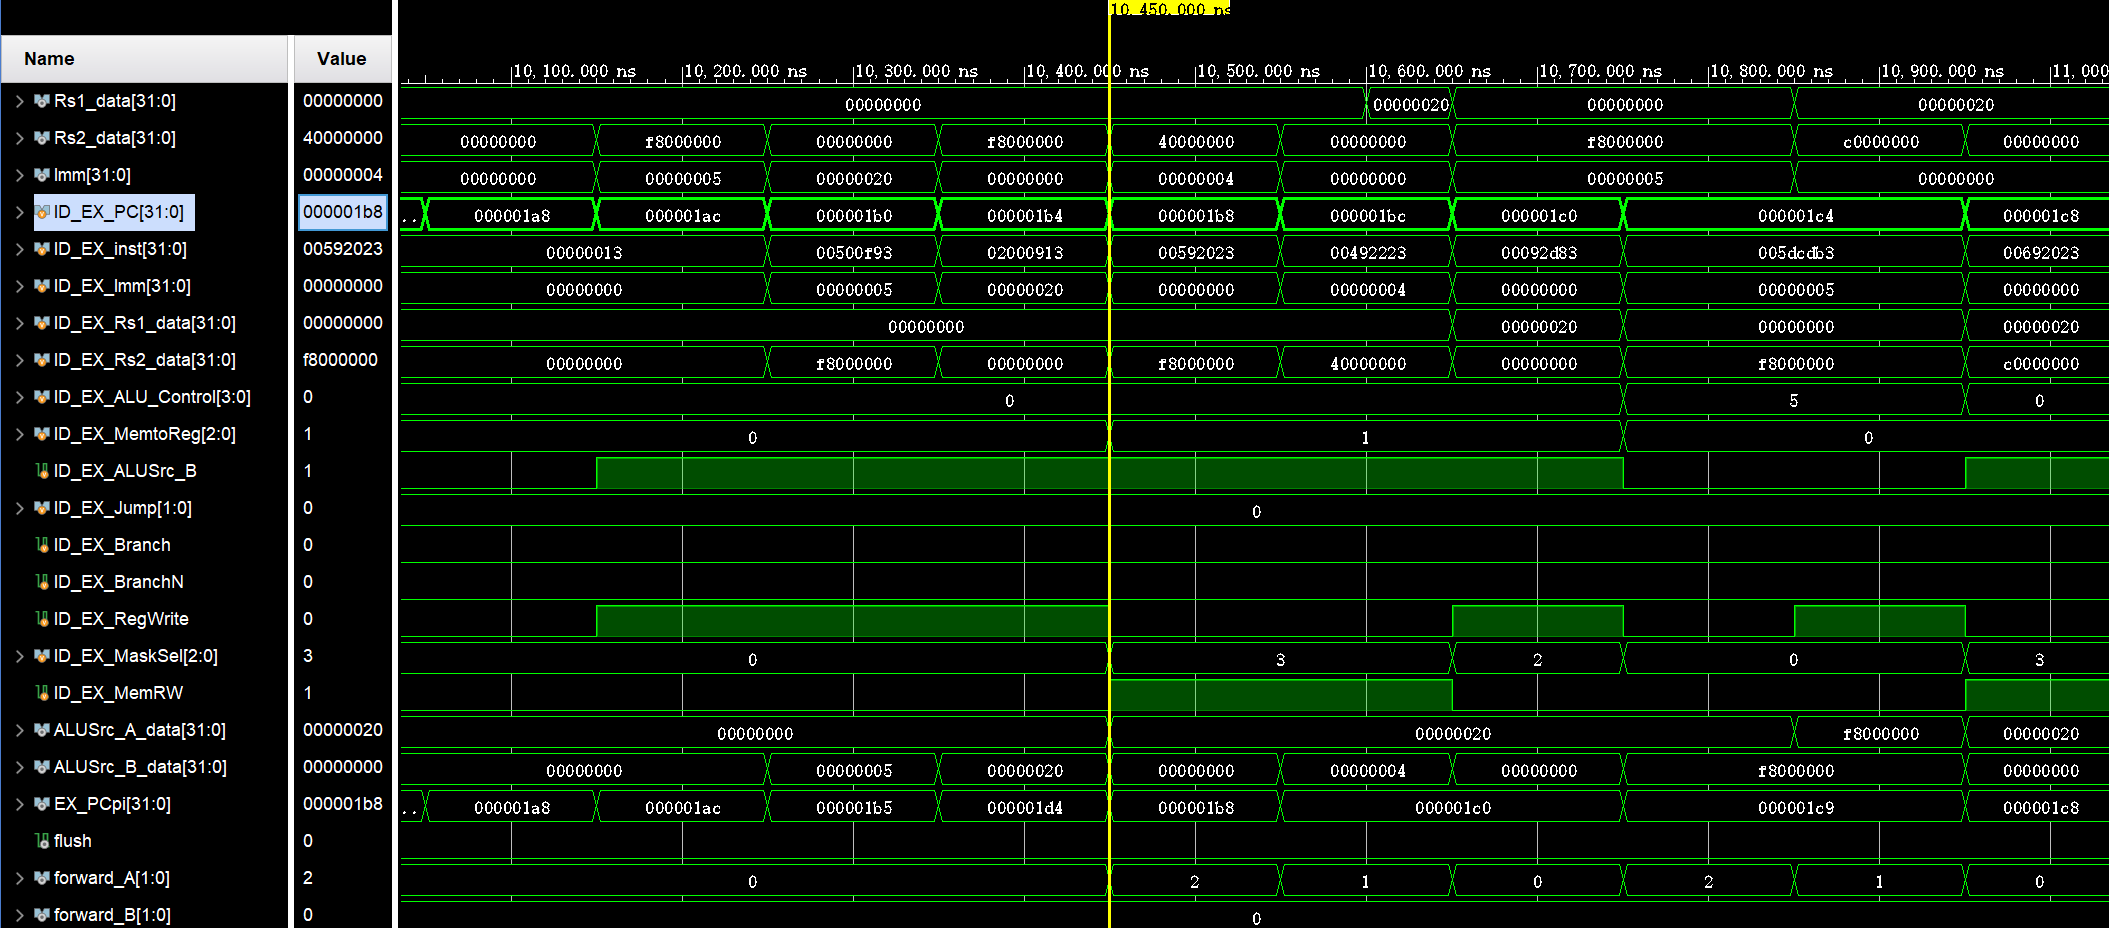 10,450.000 ns
Name Value
10,100.000 ns 10,200.000 ns 10,300.000 ns 10,400.000 ns 10,500.000 ns 10,600.000 ns 10,700.000 ns 10,800.000 ns 10,900.000 ns 11,000
Rs1_data[31:0] 00000000 00000000 00000020 00000000 00000020
Rs2_data[31:0] 40000000 00000000 f8000000 00000000 f8000000 40000000 00000000 f8000000 c0000000 00000000
Imm[31:0] 00000004 00000000 00000005 00000020 00000000 00000004 00000000 00000005 00000000
ID_EX_PC[31:0] 000001b8 .. 000001a8 000001ac 000001b0 000001b4 000001b8 000001bc 000001c0 000001c4 000001c8
ID_EX_inst[31:0] 00592023 00000013 00500f93 02000913 00592023 00492223 00092d83 005dcdb3 00692023
ID_EX_Imm[31:0] 00000000 00000000 00000005 00000020 00000000 00000004 00000000 00000005 00000000
ID_EX_Rs1_data[31:0] 00000000 00000000 00000020 00000000 00000020
ID_EX_Rs2_data[31:0] f8000000 00000000 f8000000 00000000 f8000000 40000000 00000000 f8000000 c0000000
ID_EX_ALU_Control[3:0] 0 0 5 0
ID_EX_MemtoReg[2:0] 1 0 1 0
ID_EX_ALUSrc_B 1
ID_EX_Jump[1:0] 0 0
ID_EX_Branch 0
ID_EX_BranchN 0
ID_EX_RegWrite 0
ID_EX_MaskSel[2:0] 3 0 3 2 0 3
ID_EX_MemRW 1
ALUSrc_A_data[31:0] 00000020 00000000 00000020 f8000000 00000020
ALUSrc_B_data[31:0] 00000000 00000000 00000005 00000020 00000000 00000004 00000000 f8000000 00000000
EX_PCpi[31:0] 000001b8 .. 000001a8 000001ac 000001b5 000001d4 000001b8 000001c0 000001c9 000001c8
flush 0
forward_A[1:0] 2 0 2 1 0 2 1 0
forward_B[1:0] 0 0